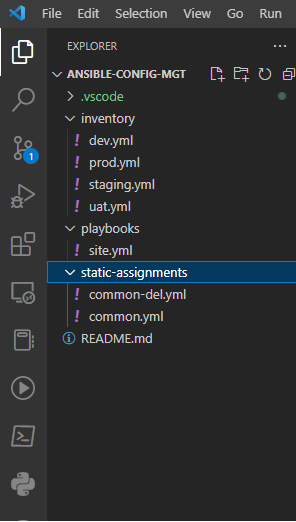 File Edit Selection View Go Run
EXPLORER
ANSIBLE-CONFIG-MGT
.vscode
inventory
! dev.yml
! prod.yml
! staging.yml
! uat.yml
playbooks
! site.yml
static-assignments
! common-del.yml
! common.yml
README.md
1